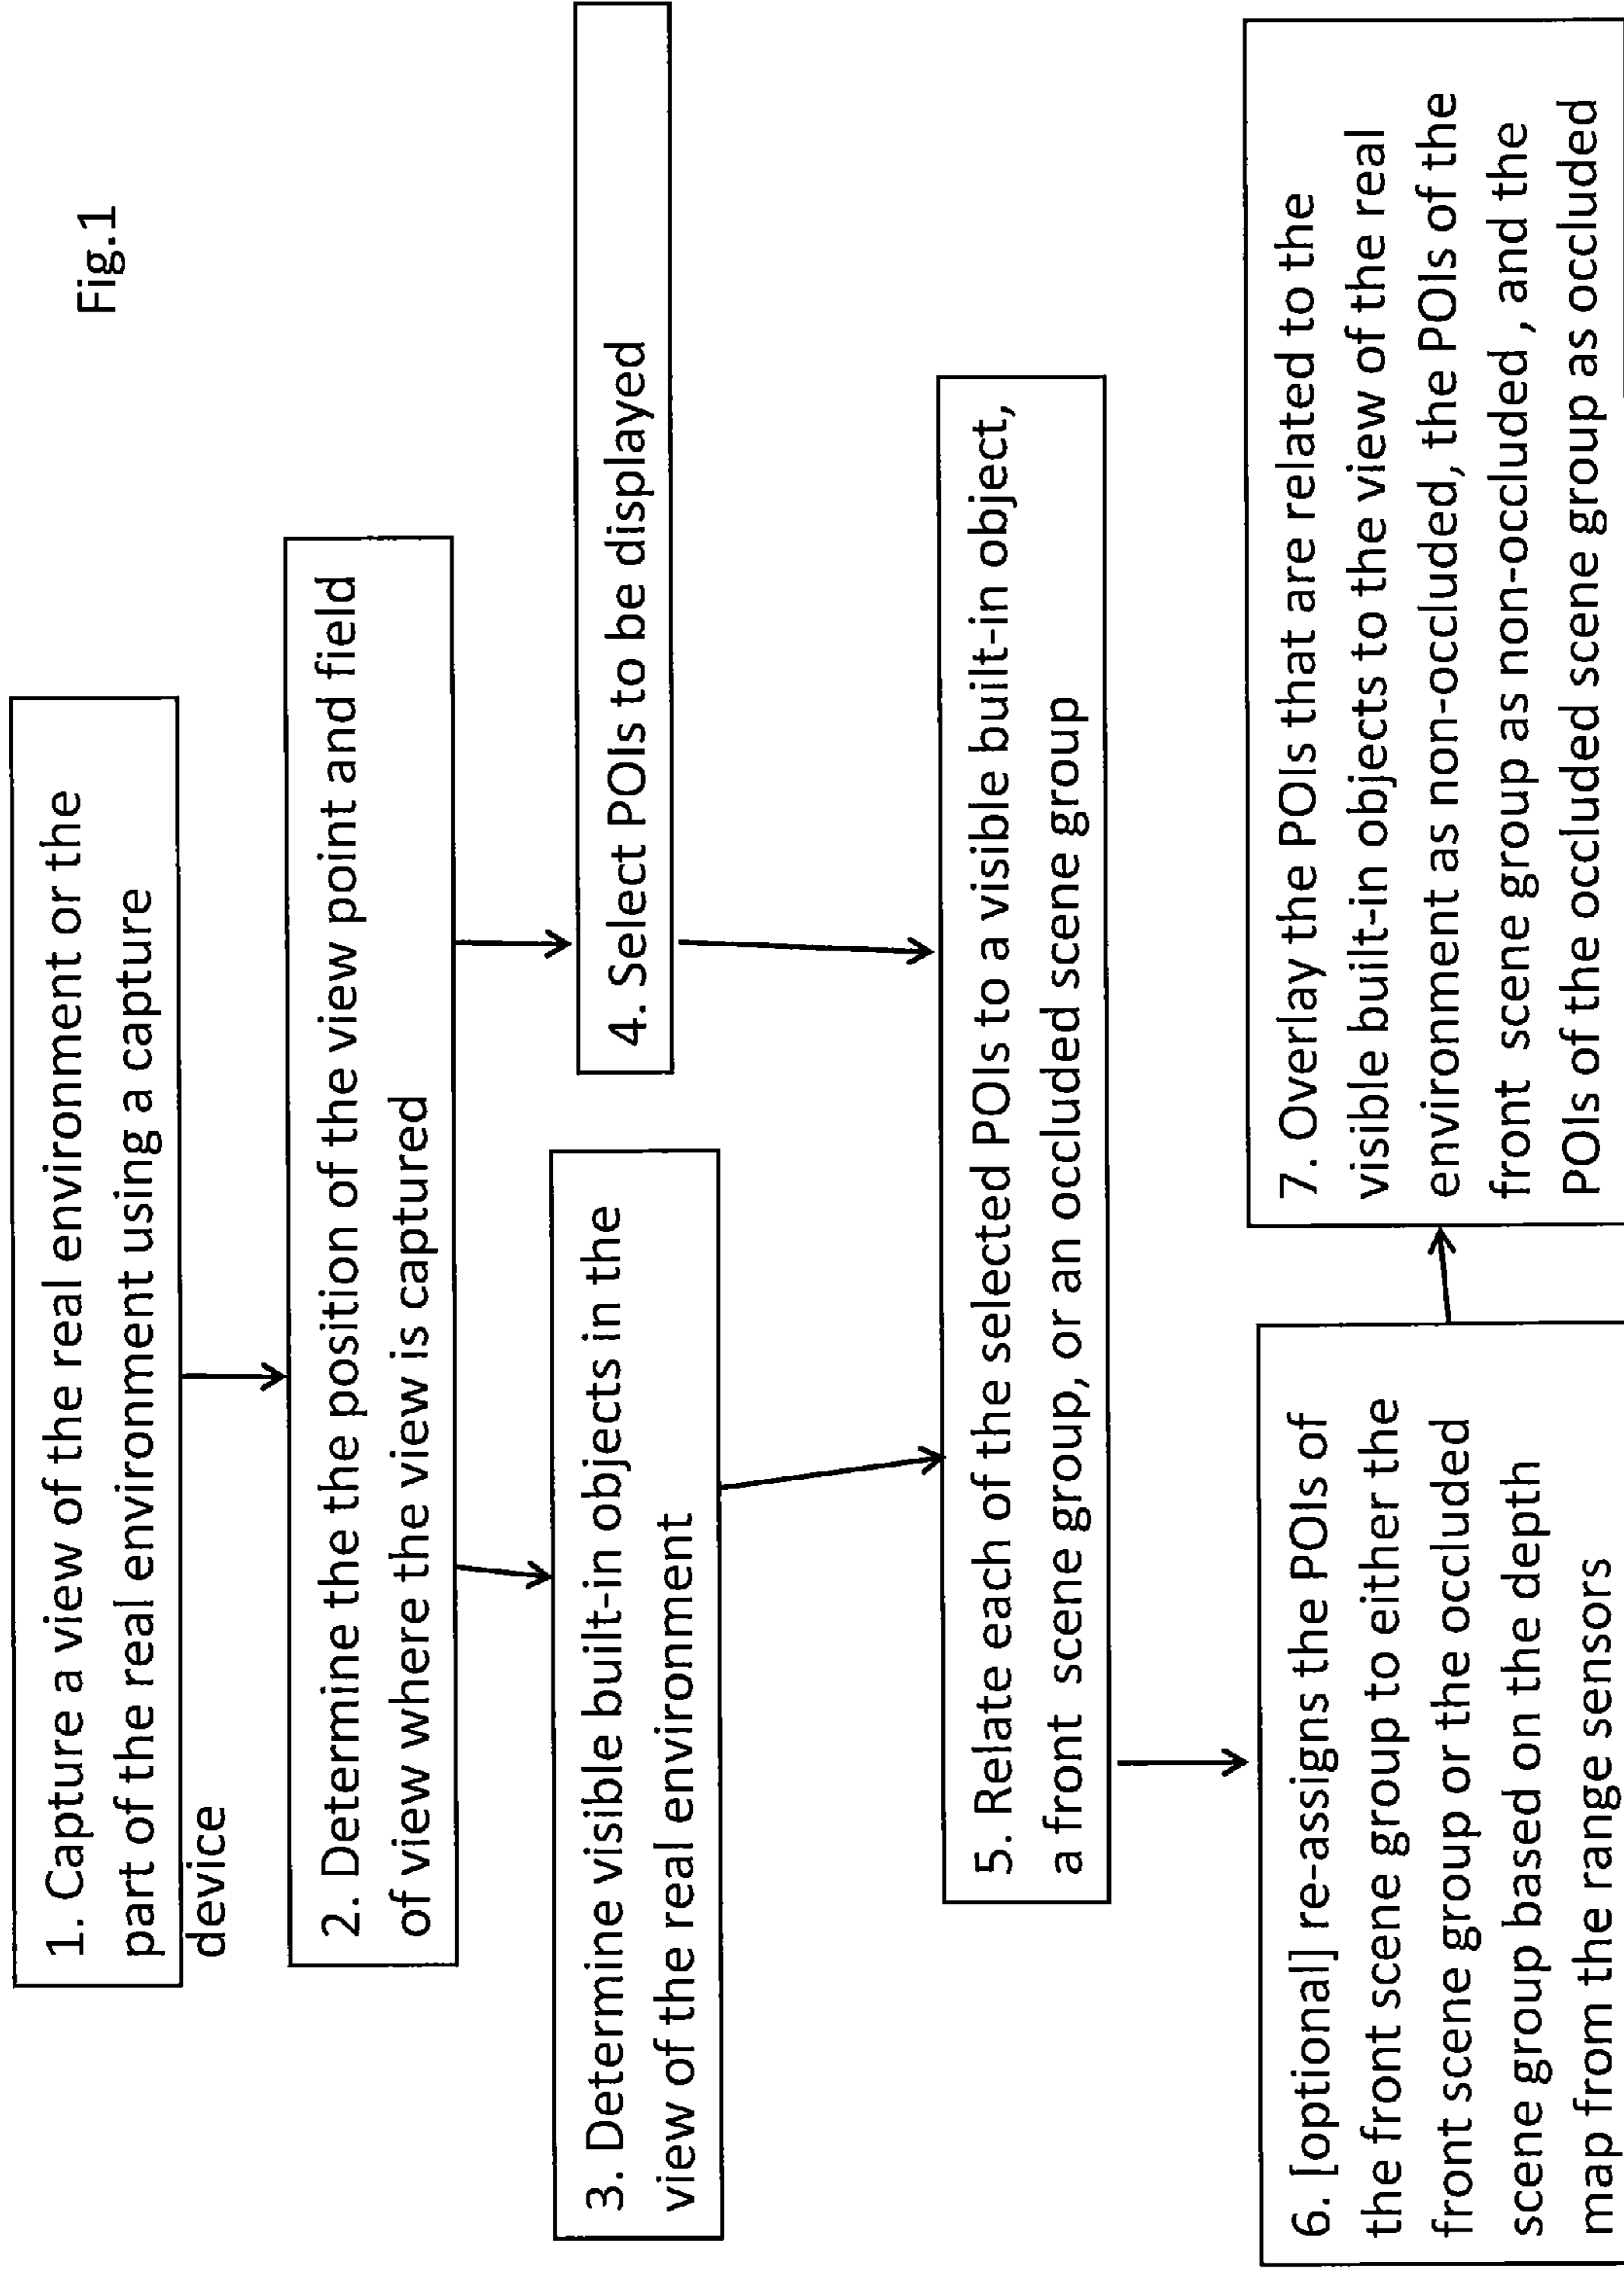 Fig.1
1. Capture a view of the real environment or the
part of the real environment using a capture
device
2. Determine the the position of the view point and field
of view where the view is captured
3. Determine visible built-in objects in the
view of the real environment
4. Select POIs to be displayed
5. Relate each of the selected POIs to a visible built-in object,
a front scene group, or an occluded scene group
6. [optional] re-assigns the POIs of
the front scene group to either the
front scene group or the occluded
scene group based on the depth
map from the range sensors
7. Overlay the POIs that are related to the
visible built-in objects to the view of the real
environment as non-occluded, the POIs of the
front scene group as non-occluded , and the
POIs of the occluded scene group as occluded